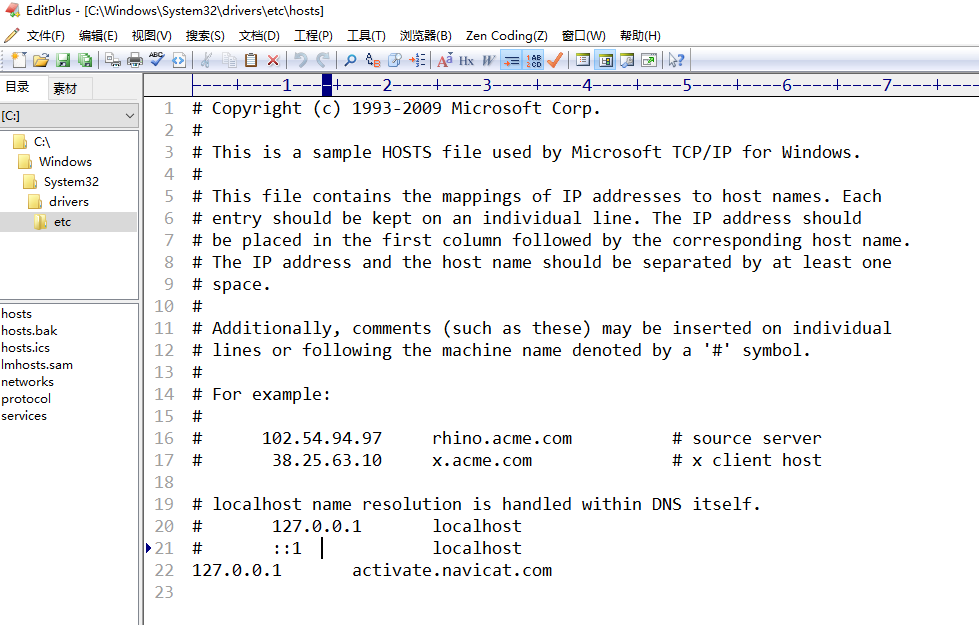 EditPlus - [C:\Windows\System32\drivers\etc\hosts]
文件(F) 编辑(E) 视图(V) 搜索(S) 文档(D) 工程(P) 工具(T) 浏览器(B) Zen Coding(Z) 窗口(W) 帮助(H)
目录 素材
[C:]
C:\
Windows
System32
drivers
etc
hosts
hosts.bak
hosts.ics
lmhosts.sam
networks
protocol
services
----+----1----+----2----+----3----+----4----+----5----+----6----+----7----+---
1 # Copyright (c) 1993-2009 Microsoft Corp.
2 #
3 # This is a sample HOSTS file used by Microsoft TCP/IP for Windows.
4 #
5 # This file contains the mappings of IP addresses to host names. Each
6 # entry should be kept on an individual line. The IP address should
7 # be placed in the first column followed by the corresponding host name.
8 # The IP address and the host name should be separated by at least one
9 # space.
10 #
11 # Additionally, comments (such as these) may be inserted on individual
12 # lines or following the machine name denoted by a '#' symbol.
13 #
14 # For example:
15 #
16 #      102.54.94.97     rhino.acme.com          # source server
17 #       38.25.63.10     x.acme.com              # x client host
18
19 # localhost name resolution is handled within DNS itself.
20 #       127.0.0.1       localhost
21 #       ::1             localhost
22 127.0.0.1       activate.navicat.com
23